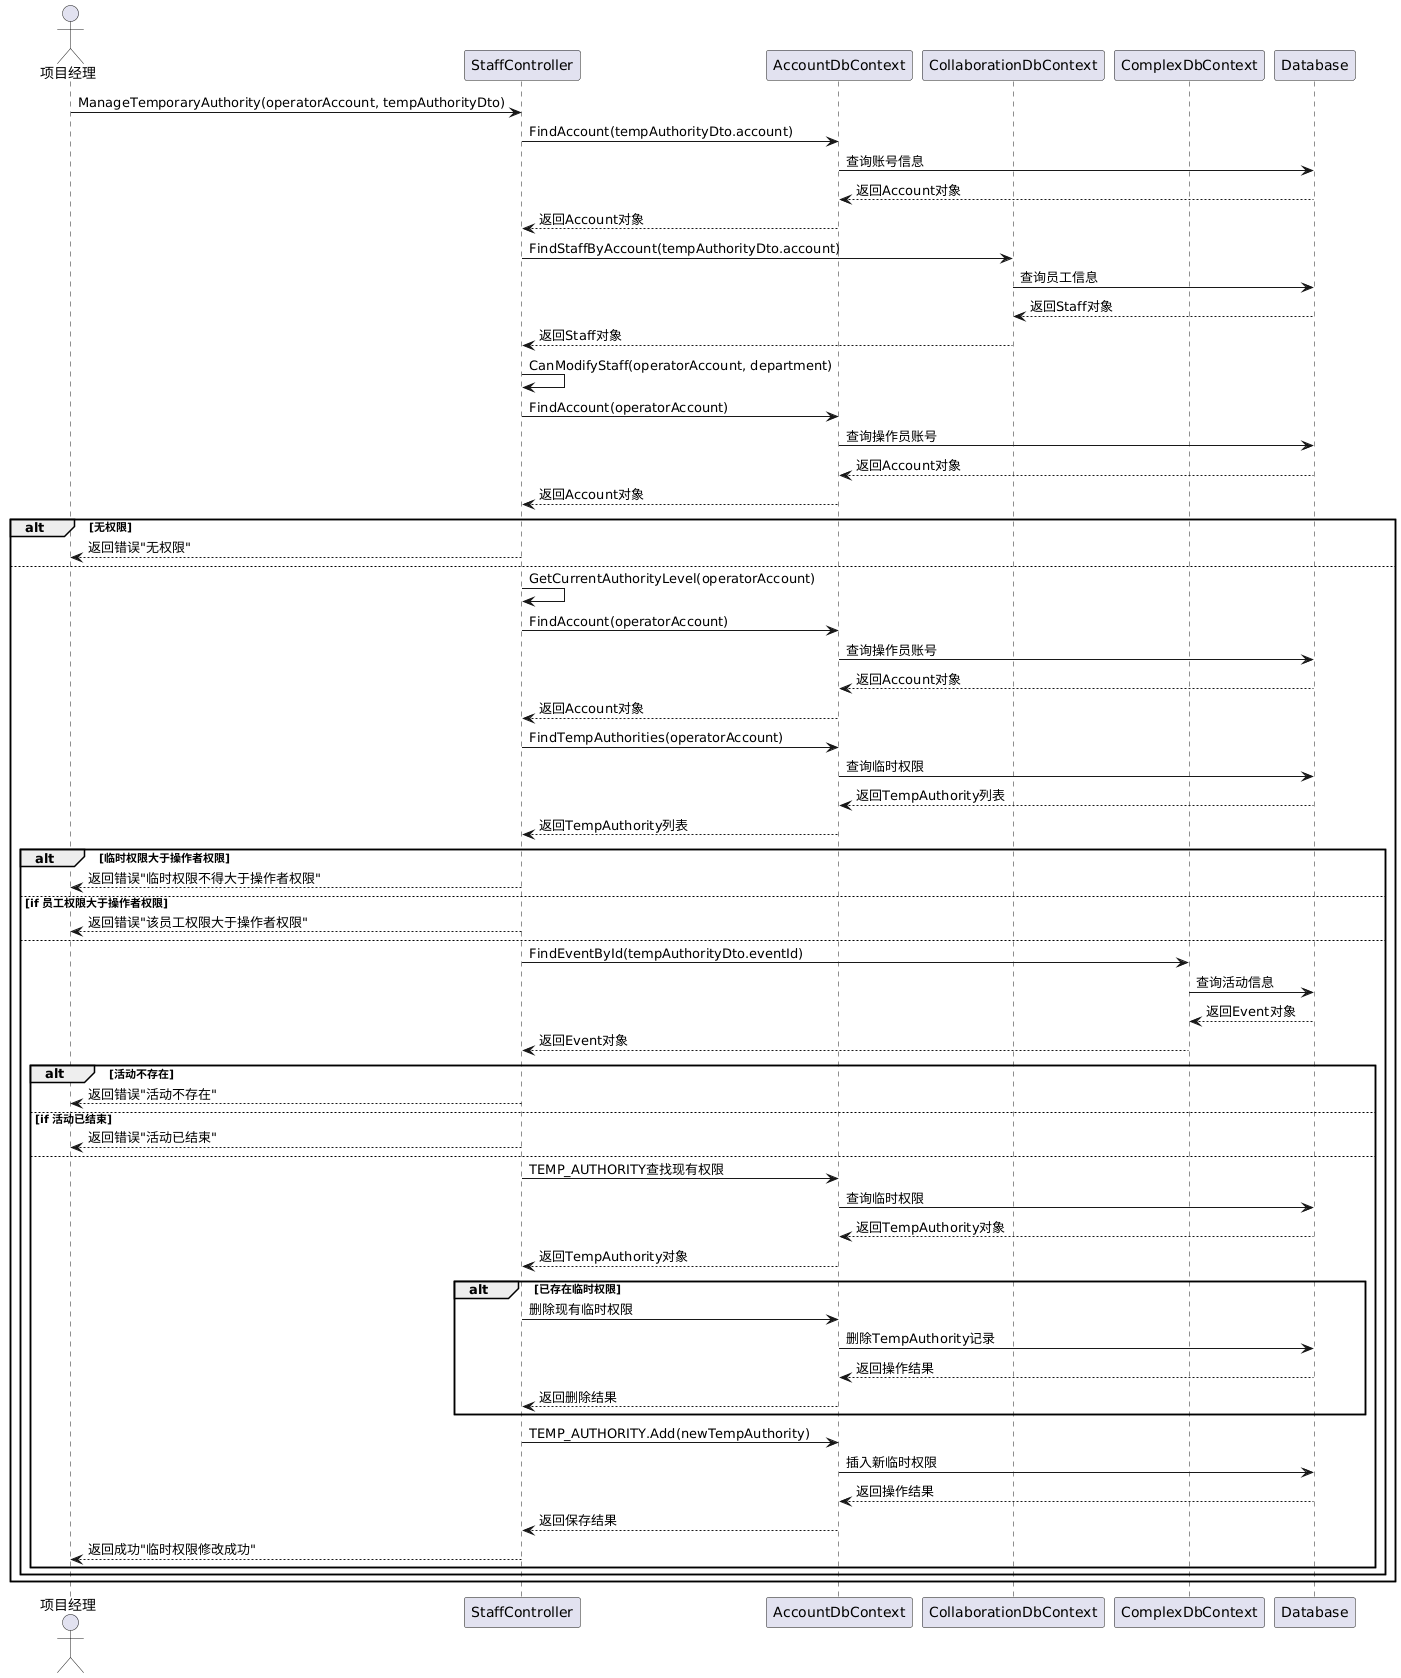 项目经理
StaffController
AccountDbContext
CollaborationDbContext
ComplexDbContext
Database
ManageTemporaryAuthority(operatorAccount, tempAuthorityDto)
FindAccount(tempAuthorityDto.account)
查询账号信息
返回Account对象
返回Account对象
FindStaffByAccount(tempAuthorityDto.account)
查询员工信息
返回Staff对象
返回Staff对象
CanModifyStaff(operatorAccount, department)
FindAccount(operatorAccount)
查询操作员账号
返回Account对象
返回Account对象
alt [无权限]
返回错误"无权限"
GetCurrentAuthorityLevel(operatorAccount)
FindAccount(operatorAccount)
查询操作员账号
返回Account对象
返回Account对象
FindTempAuthorities(operatorAccount)
查询临时权限
返回TempAuthority列表
返回TempAuthority列表
alt [临时权限大于操作者权限]
返回错误"临时权限不得大于操作者权限"
[if 员工权限大于操作者权限]
返回错误"该员工权限大于操作者权限"
FindEventById(tempAuthorityDto.eventId)
查询活动信息
返回Event对象
返回Event对象
alt [活动不存在]
返回错误"活动不存在"
[if 活动已结束]
返回错误"活动已结束"
TEMP_AUTHORITY查找现有权限
查询临时权限
返回TempAuthority对象
返回TempAuthority对象
alt [已存在临时权限]
删除现有临时权限
删除TempAuthority记录
返回操作结果
返回删除结果
TEMP_AUTHORITY.Add(newTempAuthority)
插入新临时权限
返回操作结果
返回保存结果
返回成功"临时权限修改成功"
项目经理
StaffController
AccountDbContext
CollaborationDbContext
ComplexDbContext
Database